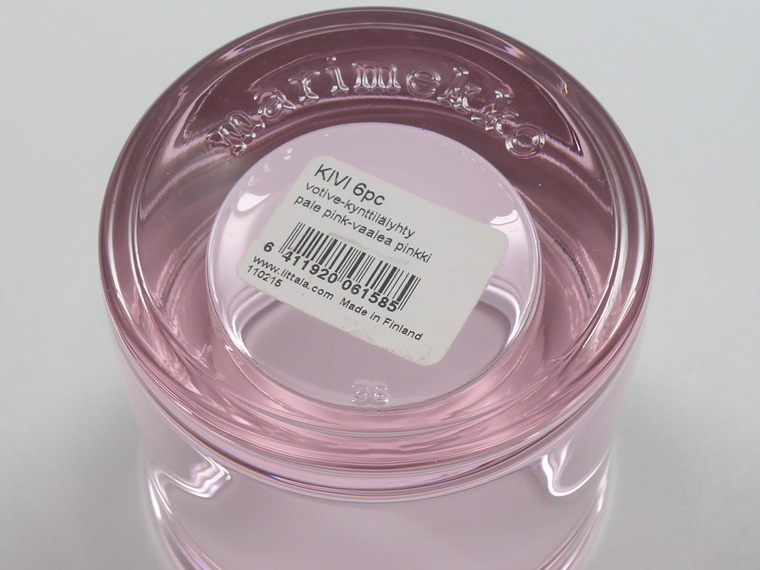 marimekko
KIVI 6pc
votive-kynttilälyhty
pale pink-vaalea pinkki
6 411920 061585
www.iittala.com Made in Finland
110215
36